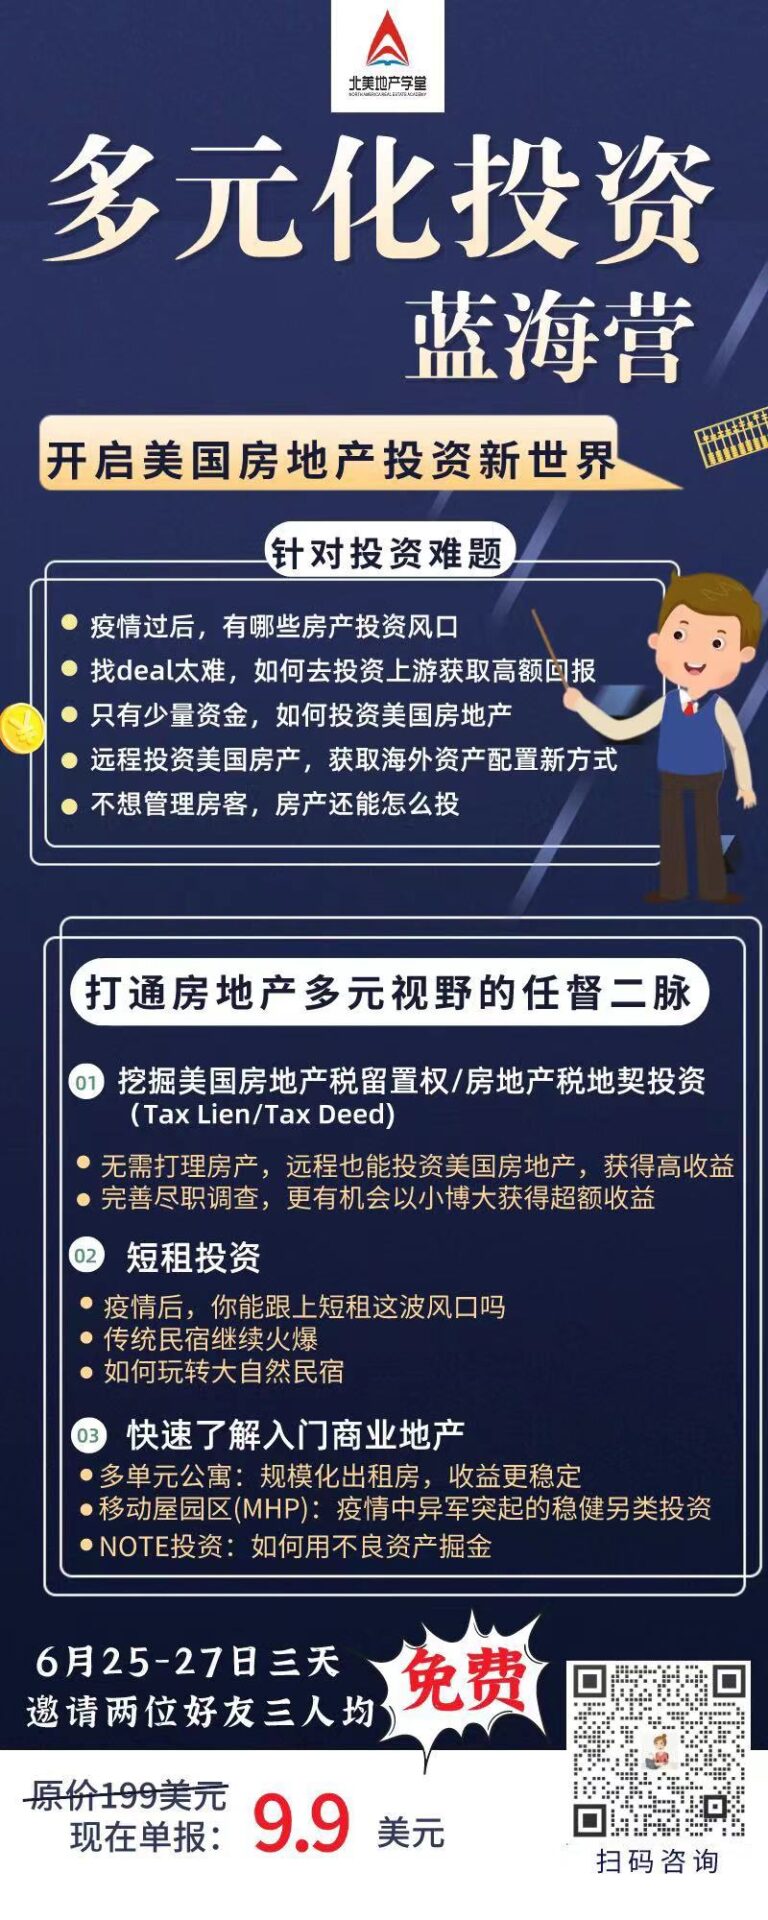 北美地产学堂
NORTH AMERICA REAL ESTATE ACADEMY
多元化投资
蓝海营
开启美国房地产投资新世界
针对投资难题
疫情过后，有哪些房产投资风口
找deal太难，如何去投资上游获取高额回报
只有少量资金，如何投资美国房地产
远程投资美国房产，获取海外资产配置新方式
不想管理房客，房产还能怎么投
打通房地产多元视野的任督二脉
01 挖掘美国房地产税留置权/房地产税地契投资
（Tax Lien/Tax Deed)
无需打理房产，远程也能投资美国房地产，获得高收益
完善尽职调查，更有机会以小博大获得超额收益
02 短租投资
疫情后，你能跟上短租这波风口吗
传统民宿继续火爆
如何玩转大自然民宿
03 快速了解入门商业地产
多单元公寓：规模化出租房，收益更稳定
移动屋园区(MHP)：疫情中异军突起的稳健另类投资
NOTE投资：如何用不良资产掘金
6月25-27日三天
邀请两位好友三人均
免费
原价199美元
现在单报：9.9 美元
扫码咨询